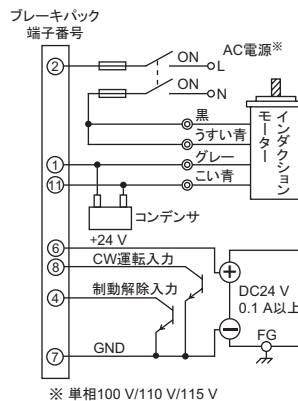 ブレーキパック
端子番号
AC電源※
ON
② L
ON
N
黒
うすい青
① グレー
⑪ こい青
インダクション
モーター
コンデンサ
⑥ +24 V
⑧ CW運転入力
④ 制動解除入力
DC24 V
0.1 A以上
FG
⑦ GND
※ 単相100 V/110 V/115 V